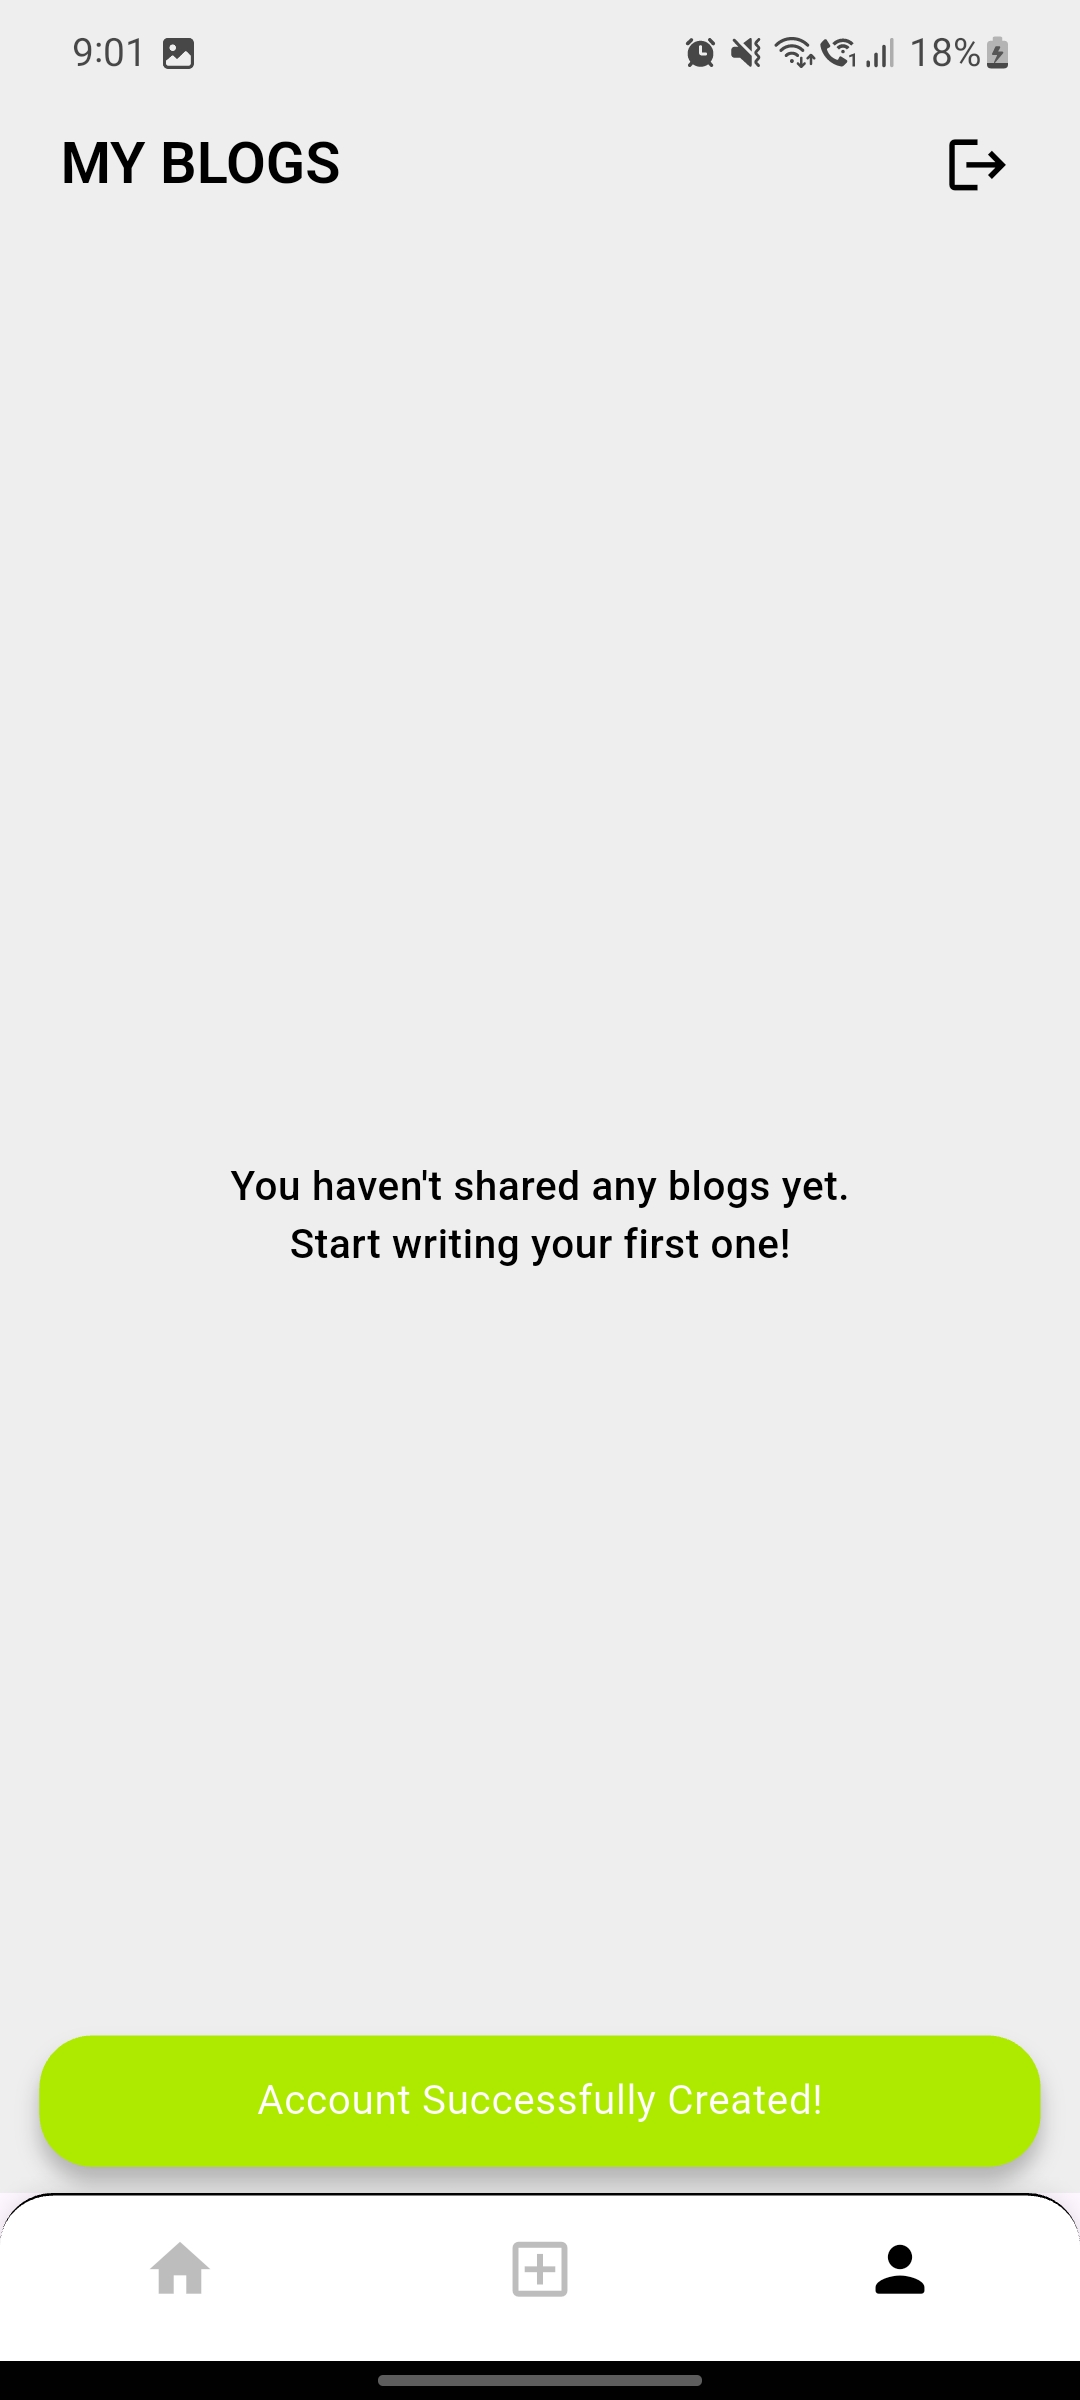 9:01
18%
MY BLOGS
You haven't shared any blogs yet.
Start writing your first one!
Account Successfully Created!